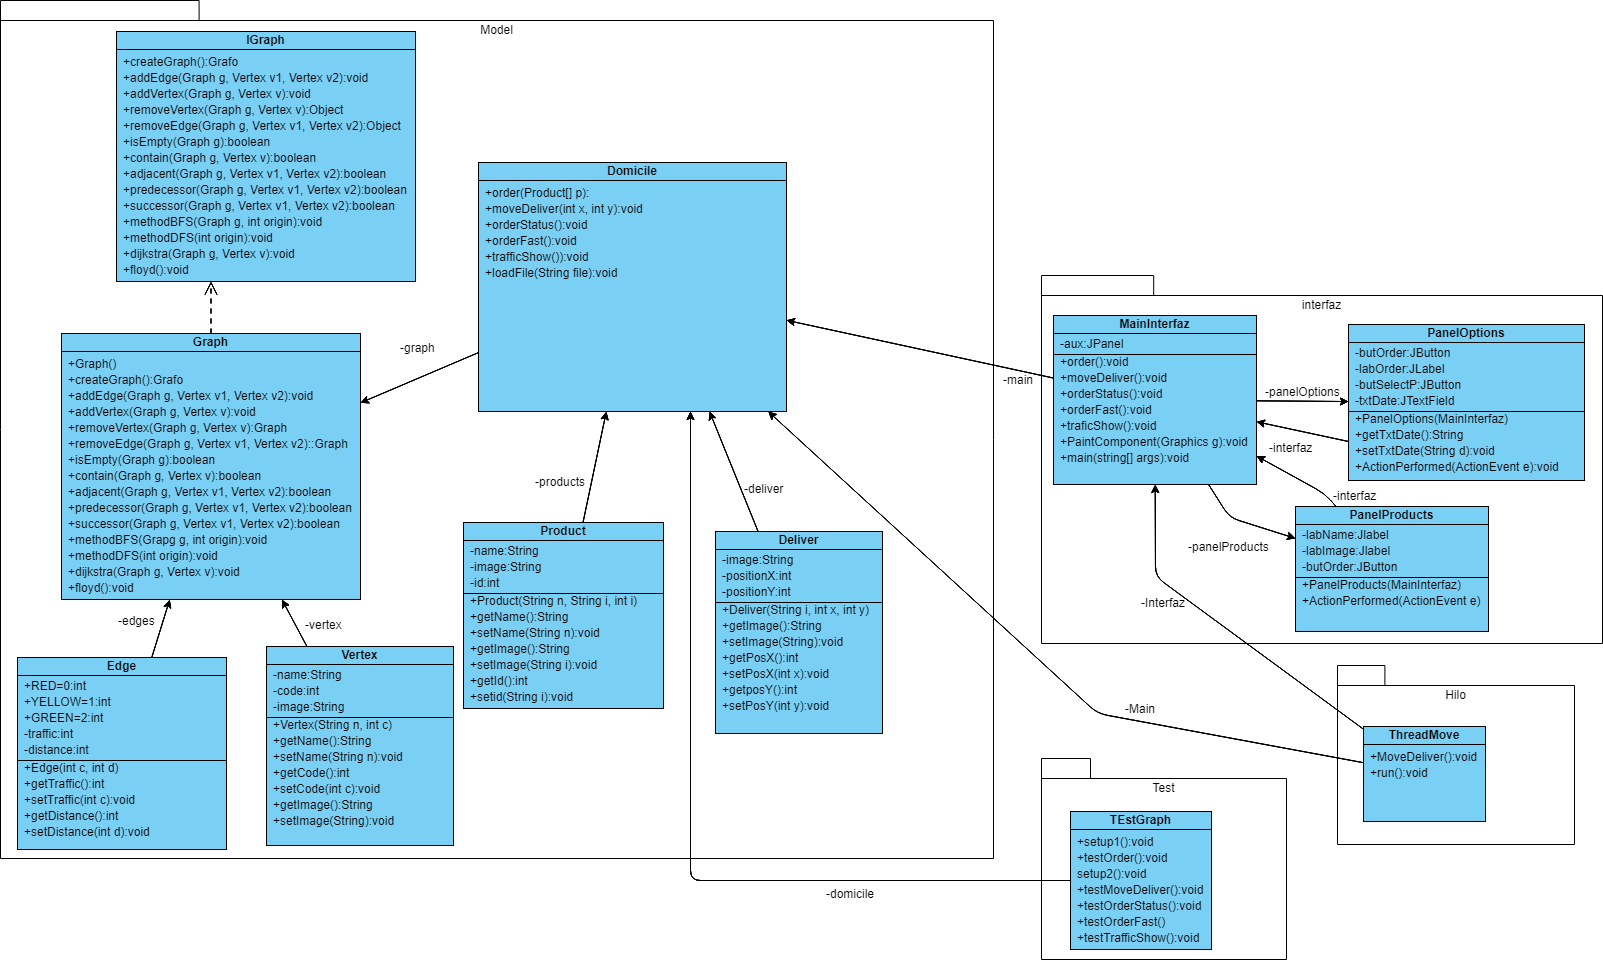 Model
IGraph
+createGraph():Grafo
+addEdge(Graph g, Vertex v1, Vertex v2):void
+addVertex(Graph g, Vertex v):void
+removeVertex(Graph g, Vertex v):Object
+removeEdge(Graph g, Vertex v1, Vertex v2):Object
+isEmpty(Graph g):boolean
+contain(Graph g, Vertex v):boolean
+adjacent(Graph g, Vertex v1, Vertex v2):boolean
+predecessor(Graph g, Vertex v1, Vertex v2):boolean
+successor(Graph g, Vertex v1, Vertex v2):boolean
+methodBFS(Graph g, int origin):void
+methodDFS(int origin):void
+dijkstra(Graph g, Vertex v):void
+floyd():void
Graph
+Graph()
+createGraph():Grafo
+addEdge(Graph g, Vertex v1, Vertex v2):void
+addVertex(Graph g, Vertex v):void
+removeVertex(Graph g, Vertex v):Graph
+removeEdge(Graph g, Vertex v1, Vertex v2)::Graph
+isEmpty(Graph g):boolean
+contain(Graph g, Vertex v):boolean
+adjacent(Graph g, Vertex v1, Vertex v2):boolean
+predecessor(Graph g, Vertex v1, Vertex v2):boolean
+successor(Graph g, Vertex v1, Vertex v2):boolean
+methodBFS(Grapg g, int origin):void
+methodDFS(int origin):void
+dijkstra(Graph g, Vertex v):void
+floyd():void
-graph
-edges
-vertex
Edge
+RED=0:int
+YELLOW=1:int
+GREEN=2:int
-traffic:int
-distance:int
+Edge(int c, int d)
+getTraffic():int
+setTraffic(int c):void
+getDistance():int
+setDistance(int d):void
Vertex
-name:String
-code:int
-image:String
+Vertex(String n, int c)
+getName():String
+setName(String n):void
+getCode():int
+setCode(int c):void
+getImage():String
+setImage(String):void
Domicile
+order(Product[] p):
+moveDeliver(int x, int y):void
+orderStatus():void
+orderFast():void
+trafficShow()):void
+loadFile(String file):void
-products
-deliver
Product
-name:String
-image:String
-id:int
+Product(String n, String i, int i)
+getName():String
+setName(String n):void
+getImage():String
+setImage(String i):void
+getId():int
+setid(String i):void
Deliver
-image:String
-positionX:int
-positionY:int
+Deliver(String i, int x, int y)
+getImage():String
+setImage(String):void
+getPosX():int
+setPosX(int x):void
+getposY():int
+setPosY(int y):void
-main
interfaz
MainInterfaz
-aux:JPanel
+order():void
+moveDeliver():void
+orderStatus():void
+orderFast():void
+traficShow():void
+PaintComponent(Graphics g):void
+main(string[] args):void
-panelOptions
-interfaz
-interfaz
-panelProducts
PanelOptions
-butOrder:JButton
-labOrder:JLabel
-butSelectP:JButton
-txtDate:JTextField
+PanelOptions(MainInterfaz)
+getTxtDate():String
+setTxtDate(String d):void
+ActionPerformed(ActionEvent e):void
PanelProducts
-labName:Jlabel
-labImage:Jlabel
-butOrder:JButton
+PanelProducts(MainInterfaz)
+ActionPerformed(ActionEvent e)
-Interfaz
-Main
Hilo
ThreadMove
+MoveDeliver():void
+run():void
Test
TEstGraph
+setup1():void
+testOrder():void
setup2():void
+testMoveDeliver():void
+testOrderStatus():void
+testOrderFast()
+testTrafficShow():void
-domicile